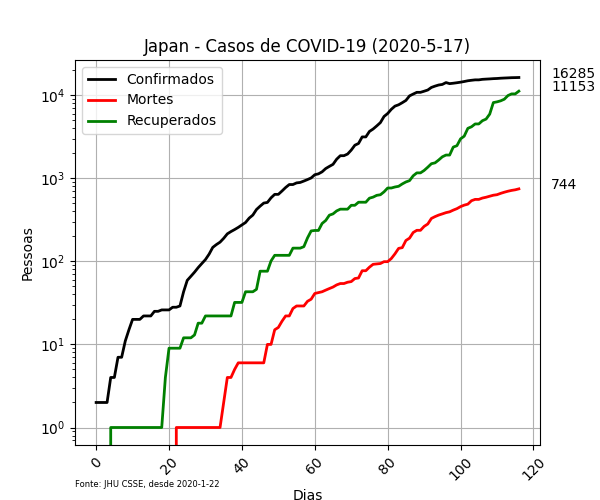 Japan - Casos de COVID-19 (2020-5-17)
Confirmados
Mortes
Recuperados
16285
11153
744
Pessoas
10⁴
10³
10²
10¹
10⁰
0
20
40
60
80
100
120
Fonte: JHU CSSE, desde 2020-1-22
Dias